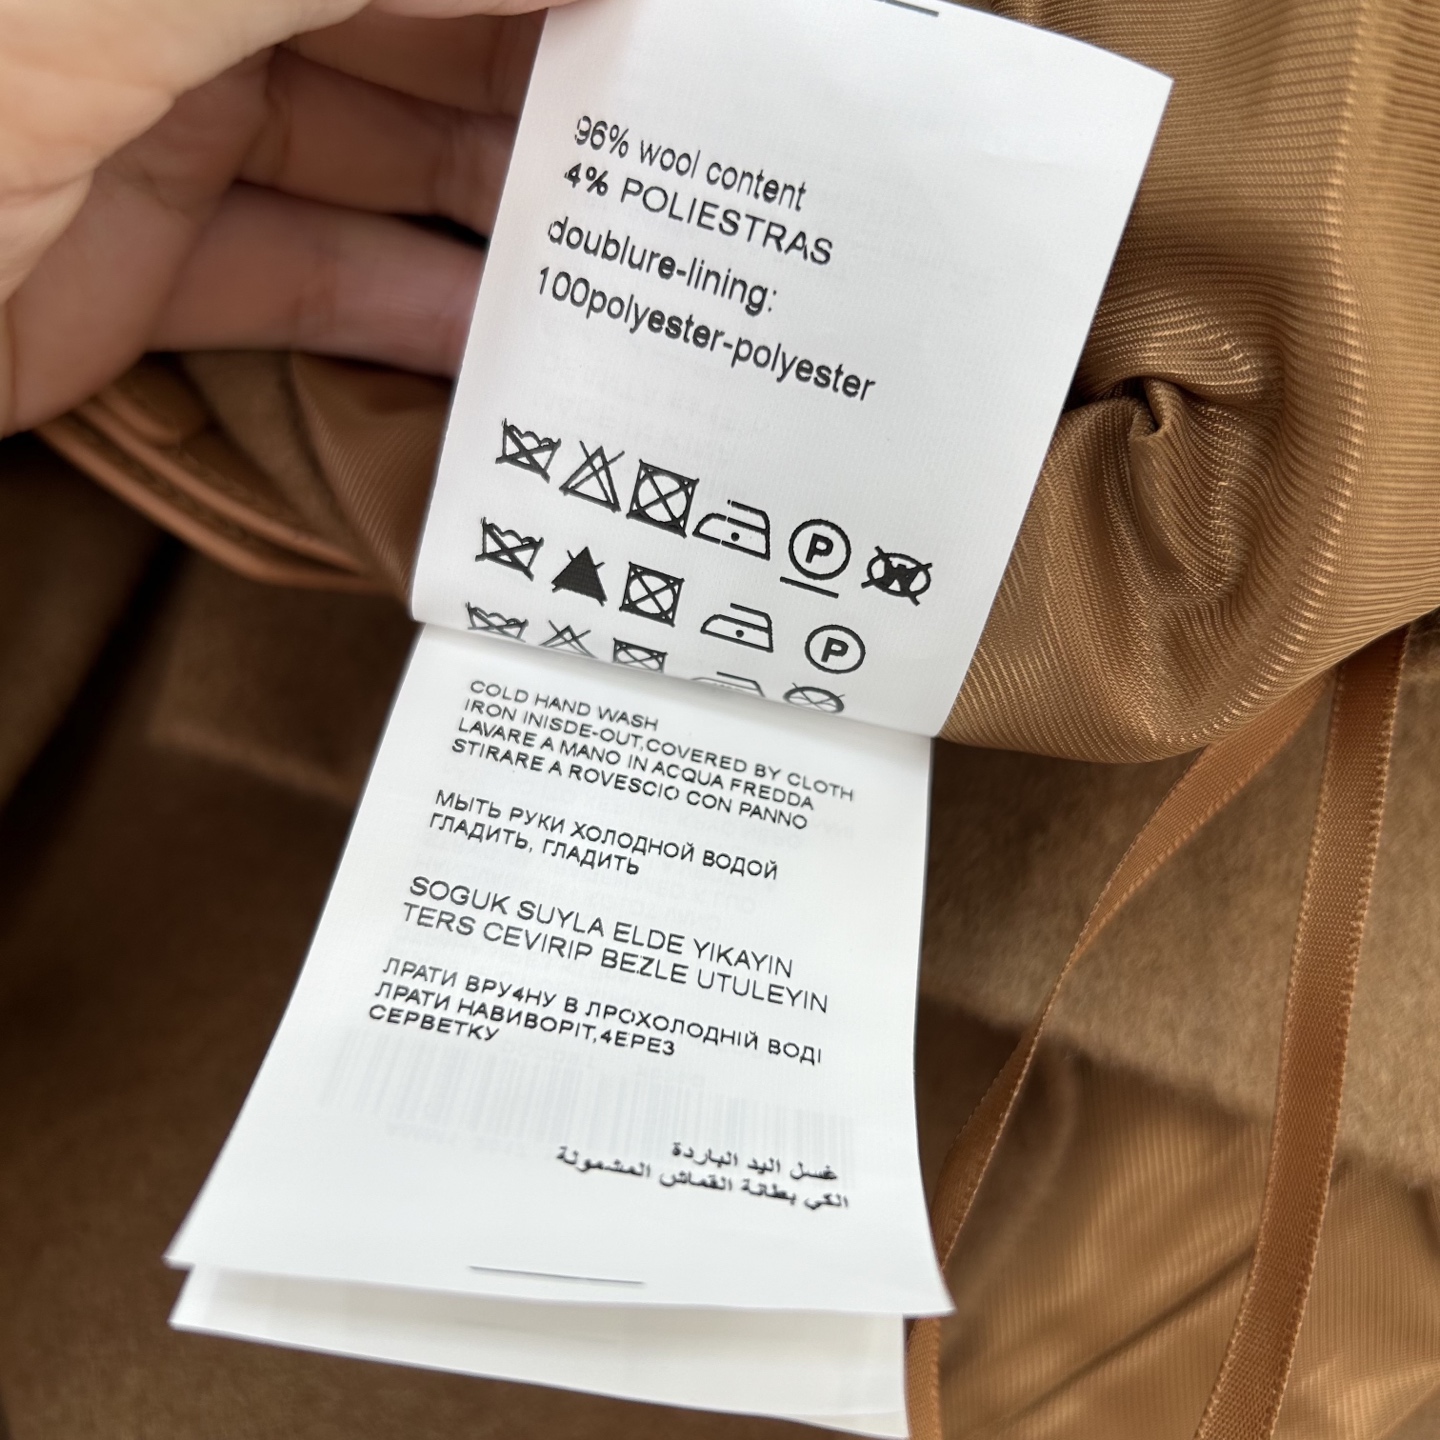 96% wool content
4% POLIESTRAS
doublure-lining:
100polyester-polyester
P
W
P
COLD HAND WASH
IRON INISDE-OUT,COVERED BY CLOTH
LAVARE A MANO IN ACQUA FREDDA
STIRARE A ROVESCIO CON PANNO
МЫТЬ РУКИ ХОЛОДНОЙ ВОДОЙ
ГЛАДИТЬ, ГЛАДИТЬ
SOGUK SUYLA ELDE YIKAYIN
TERS CEVIRIP BEZLE UTULEYIN
ЛРАТИ ВРУ4НУ В ЛРОХОЛОДНІЙ ВОДІ
ЛРАТИ НАВИВОРІТ,4ЕРЕЗ
СЕРВЕТКУ
غسل اليد الباردة
الكي بطانة القماش المشمولة